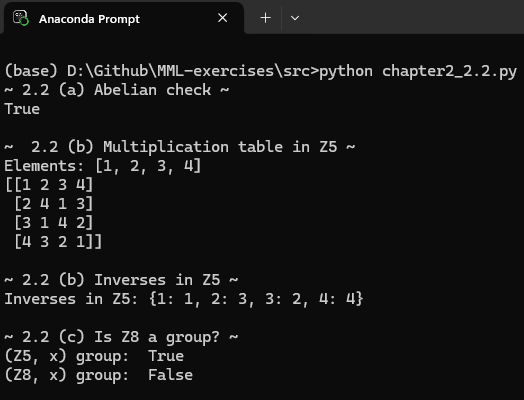 Anaconda Prompt
(base) D:\Github\MML-exercises\src>python chapter2_2.2.py
~ 2.2 (a) Abelian check ~
True
~  2.2 (b) Multiplication table in Z5 ~
Elements: [1, 2, 3, 4]
[[1 2 3 4]
 [2 4 1 3]
 [3 1 4 2]
 [4 3 2 1]]
~ 2.2 (b) Inverses in Z5 ~
Inverses in Z5: {1: 1, 2: 3, 3: 2, 4: 4}
~ 2.2 (c) Is Z8 a group? ~
(Z5, x) group:  True
(Z8, x) group:  False